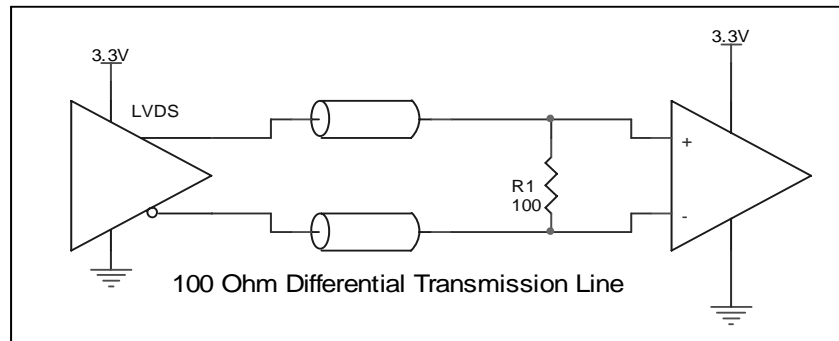 3.3V
3.3V
LVDS
+
R1
100
-
100 Ohm Differential Transmission Line